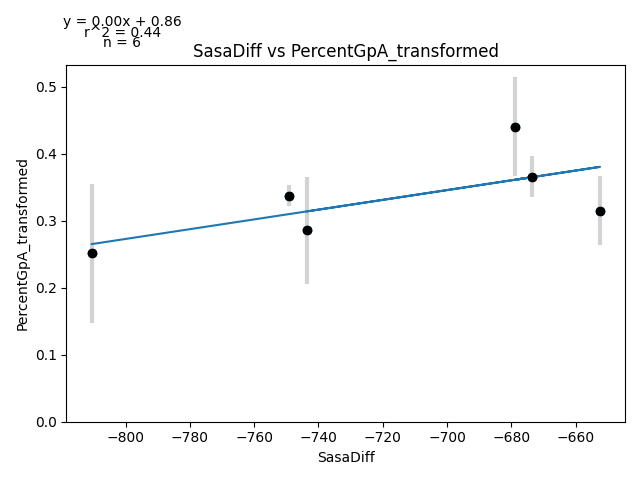 y = 0.00x + 0.86
r^2 = 0.44
n = 6
SasaDiff vs PercentGpA_transformed
PercentGpA_transformed
0.5
0.4
0.3
0.2
0.1
0.0
−800
−780
−760
−740
−720
−700
−680
−660
SasaDiff